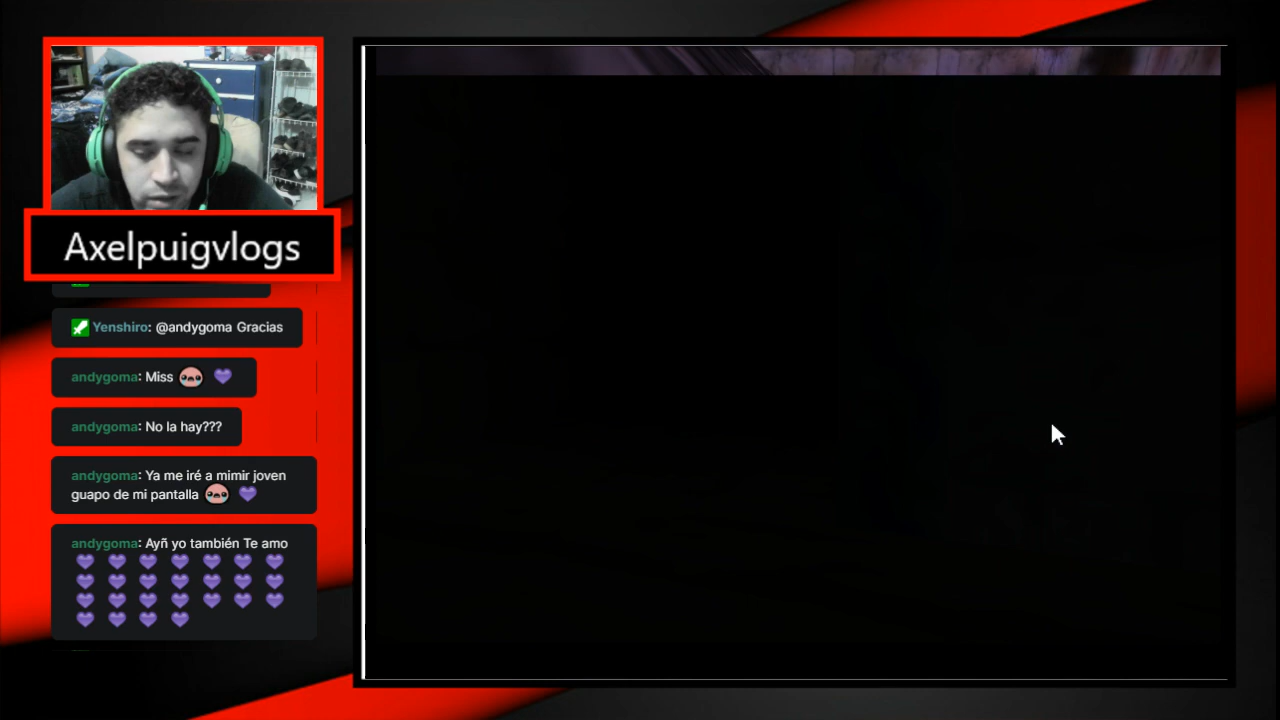 Axelpuigvlogs
Yenshiro: @andygoma Gracias
andygoma: Miss
andygoma: No la hay???
andygoma: Ya me iré a mimir joven
guapo de mi pantalla
andygoma: Ayñ yo también Te amo